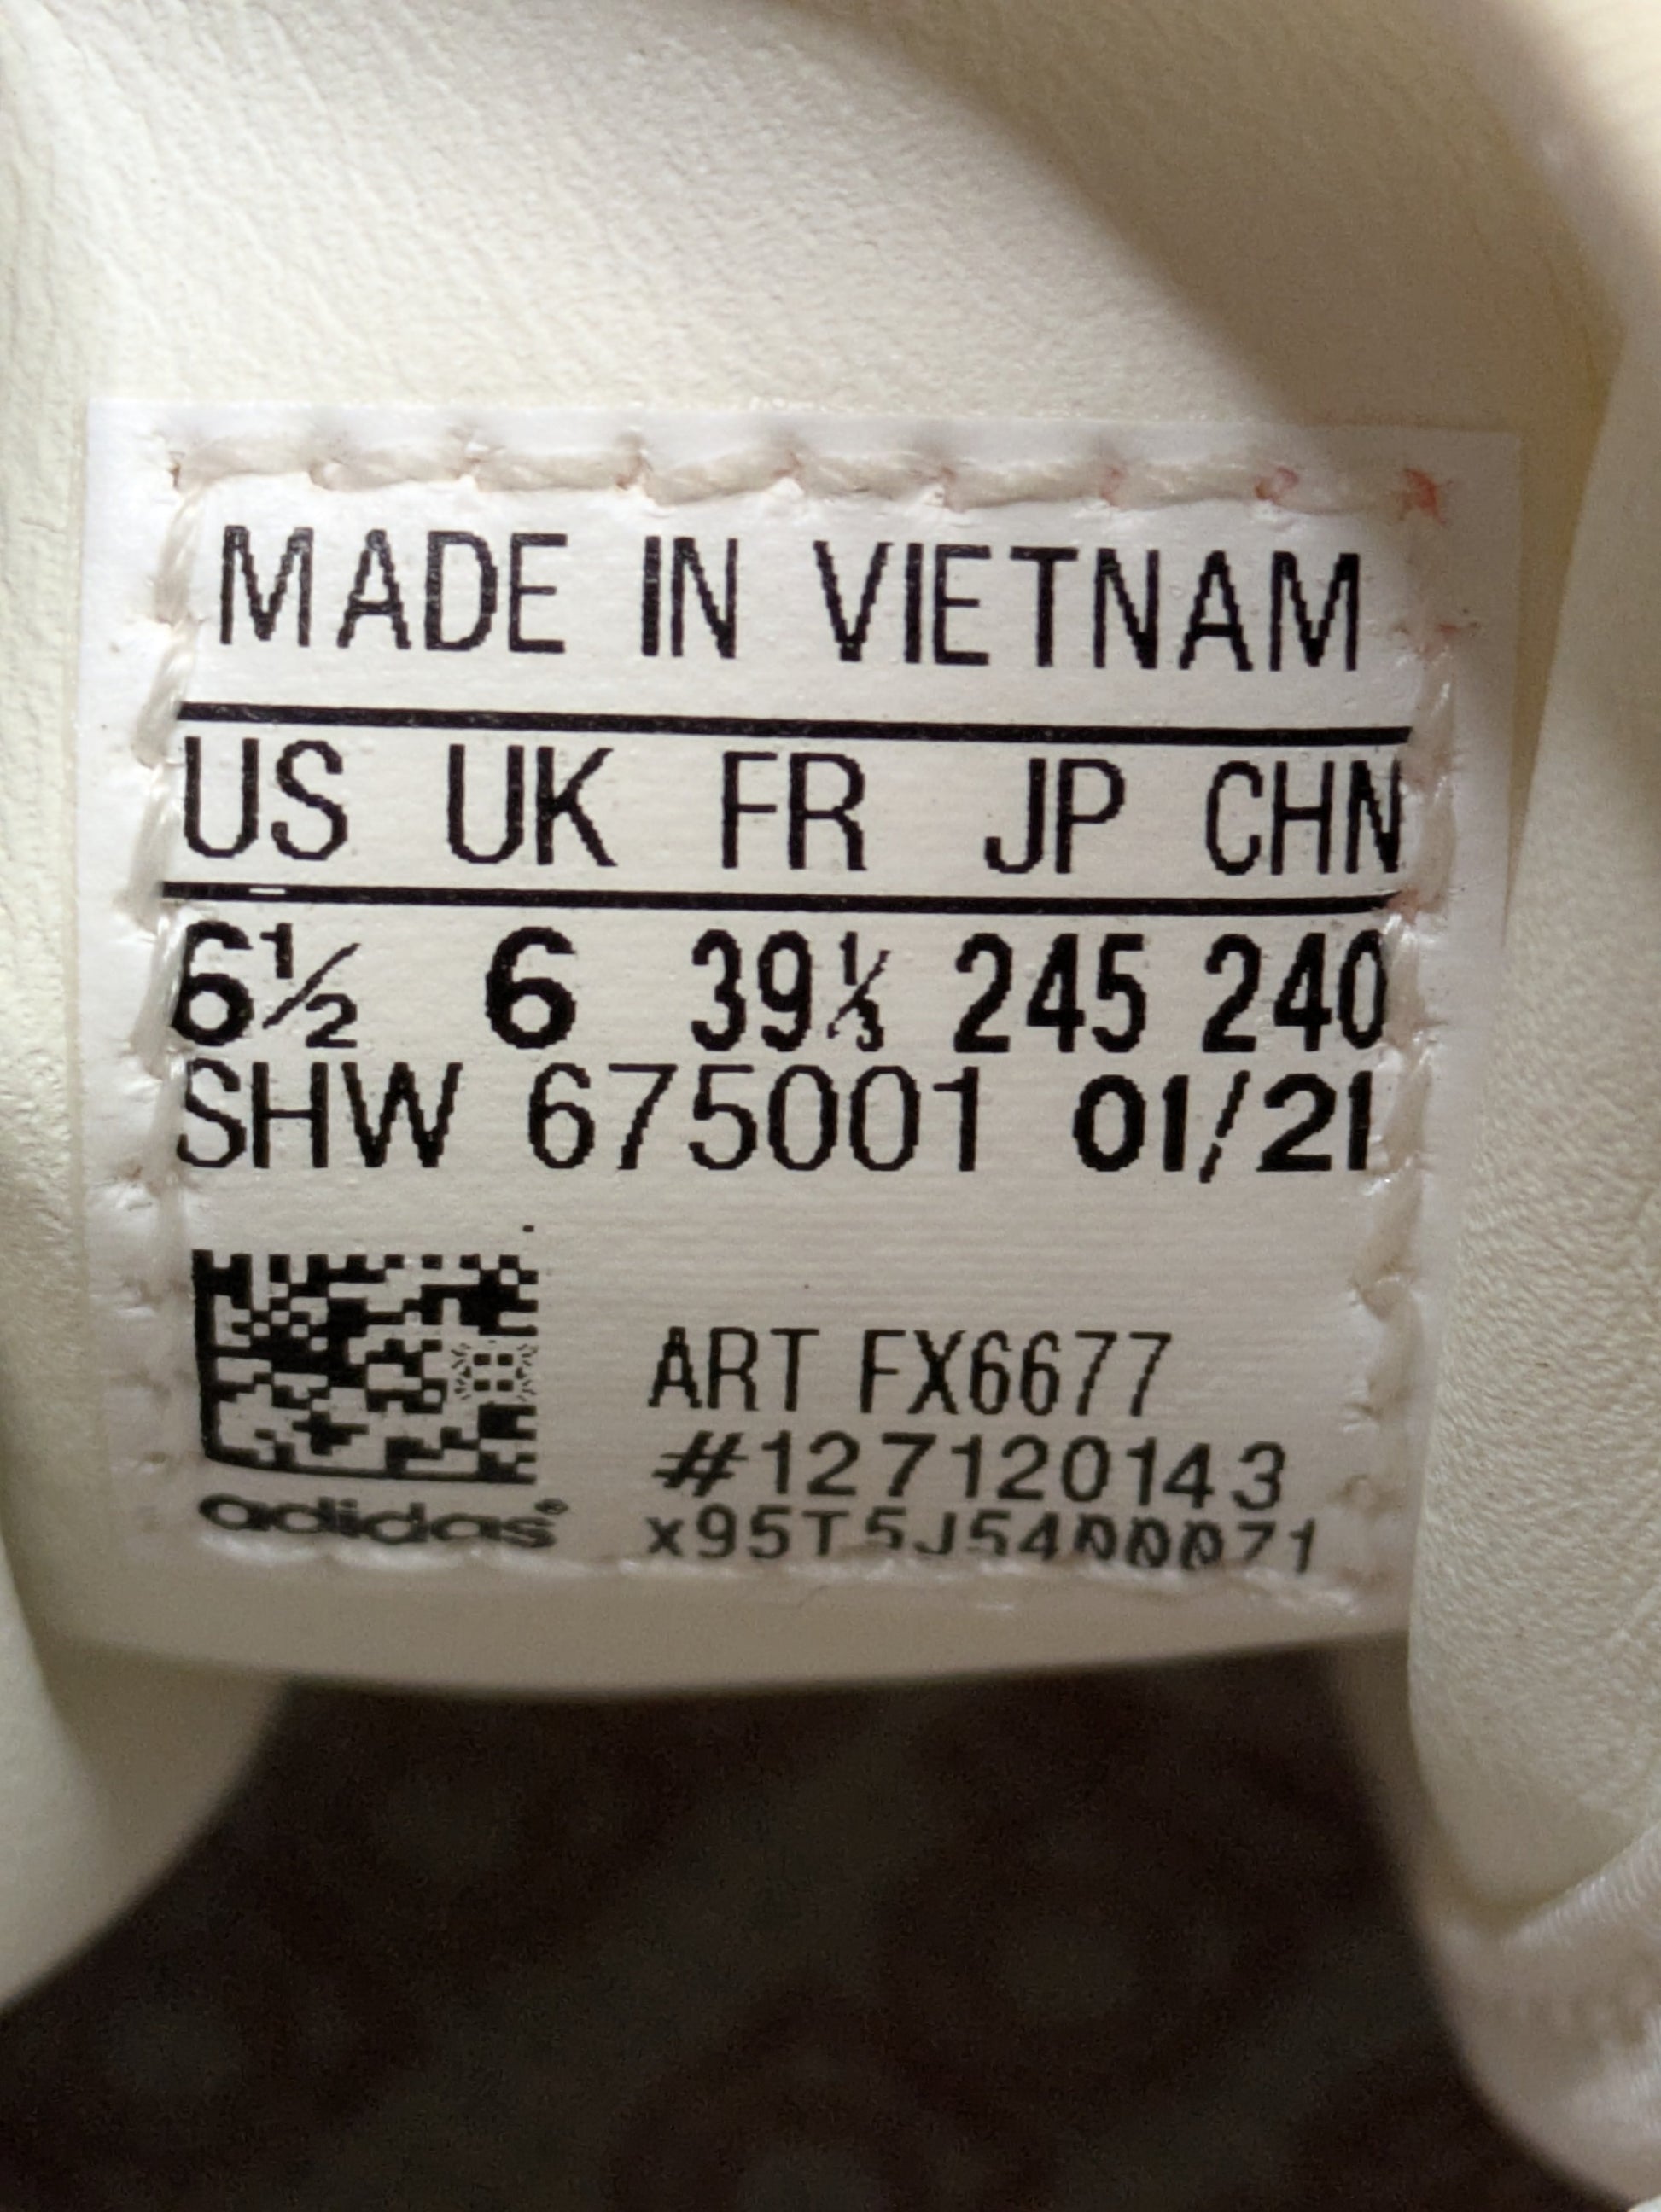 MADE IN VIETNAM
US UK FR JP CHN
6½ 6 39⅓ 245 240
SHW 675001 01/21
ART FX6677
#127120143
adidas®
x95T5J54000071